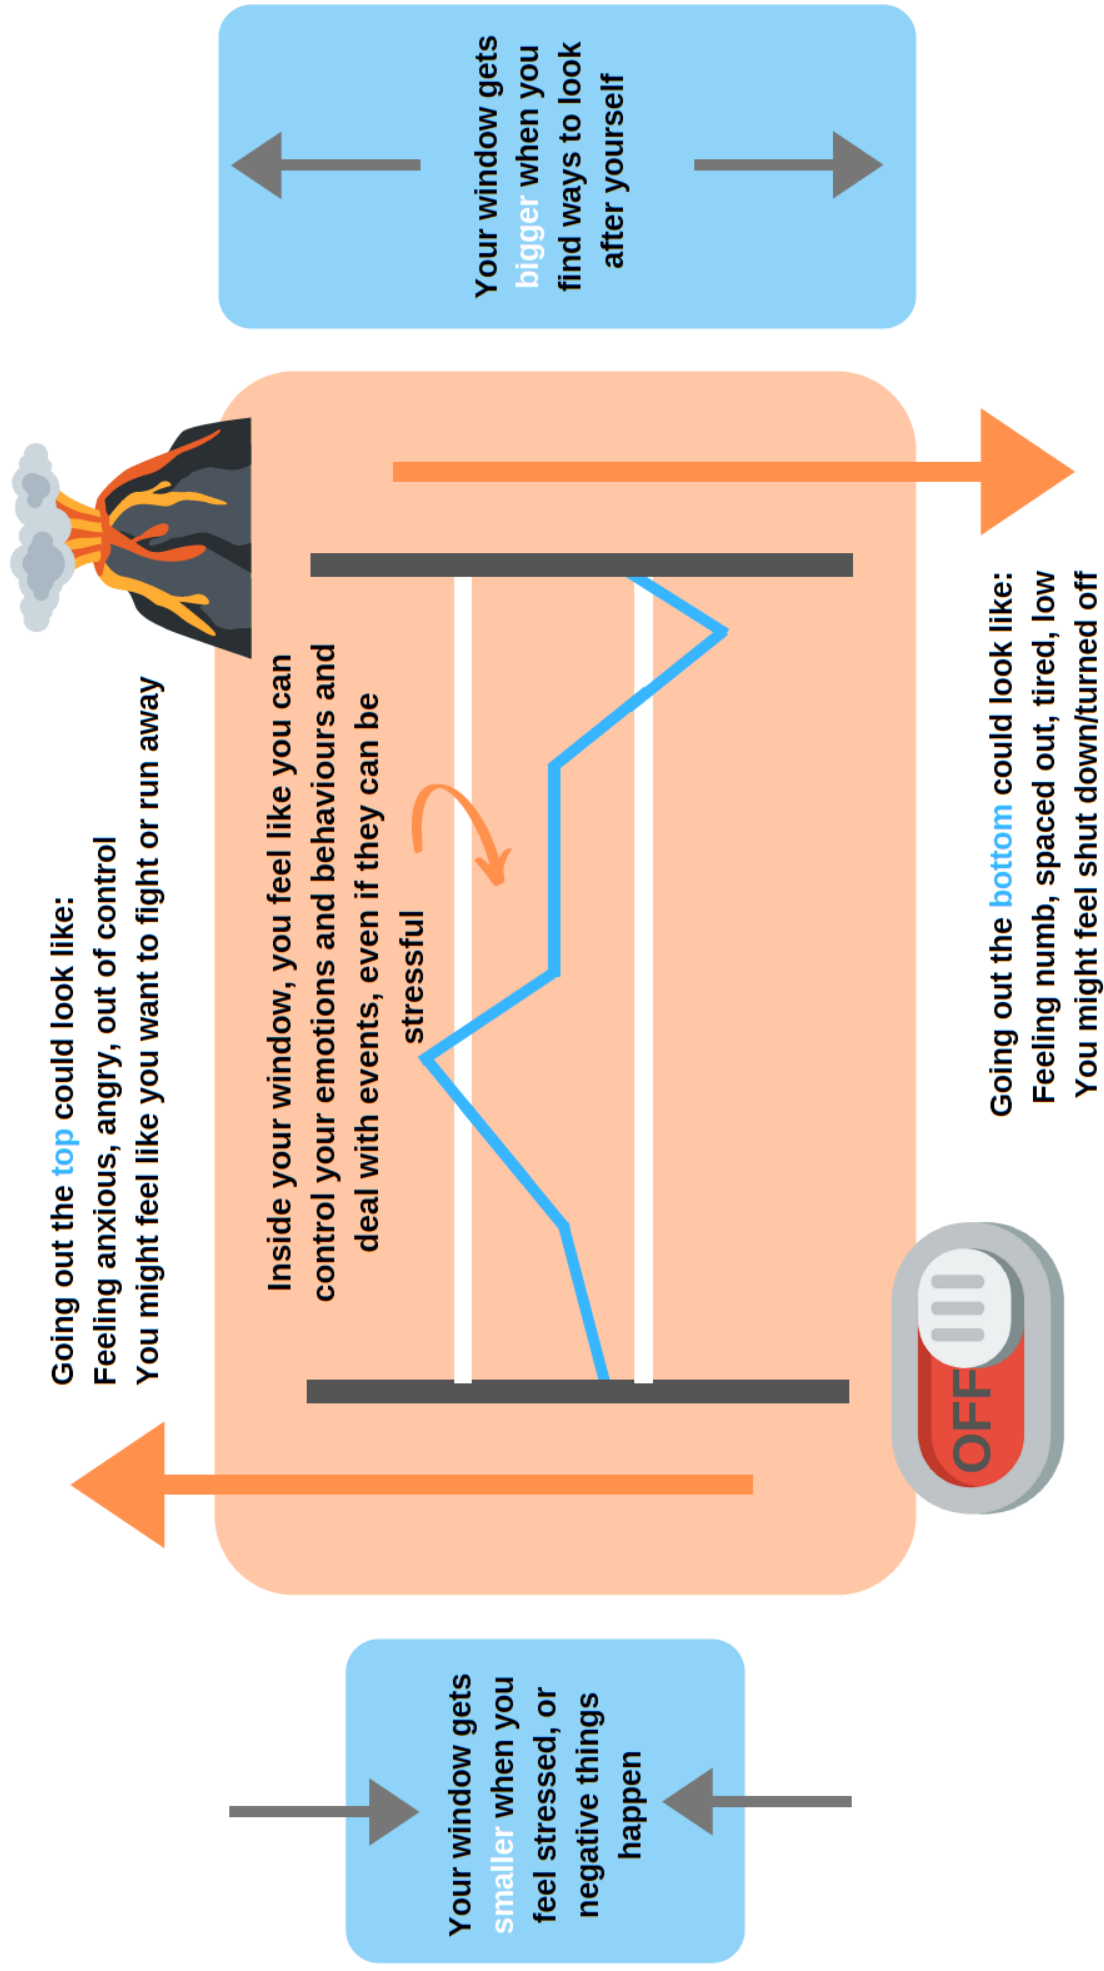 Your window gets
smaller when you
feel stressed, or
negative things
happen
Going out the top could look like:
Feeling anxious, angry, out of control
You might feel like you want to fight or run away
Inside your window, you feel like you can
control your emotions and behaviours and
deal with events, even if they can be
stressful
OFF
Going out the bottom could look like:
Feeling numb, spaced out, tired, low
You might feel shut down/turned off
Your window gets
bigger when you
find ways to look
after yourself